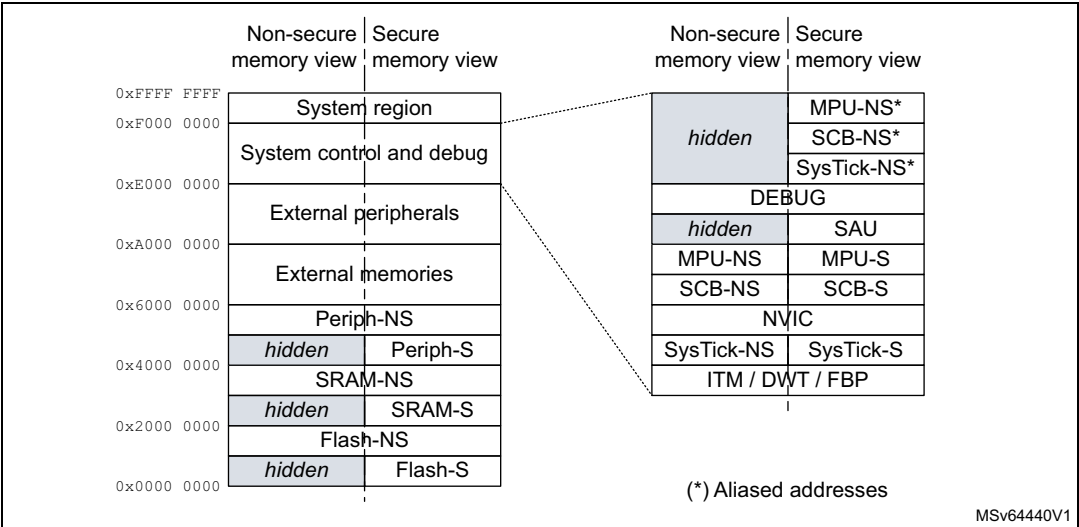 Non-secure Secure
memory view memory view
0xFFFF FFFF
System region
0xF000 0000
System control and debug
0xE000 0000
External peripherals
0xA000 0000
External memories
0x6000 0000
Periph-NS
hidden Periph-S
0x4000 0000
SRAM-NS
hidden SRAM-S
0x2000 0000
Flash-NS
hidden Flash-S
0x0000 0000
Non-secure Secure
memory view memory view
hidden
MPU-NS*
SCB-NS*
SysTick-NS*
DEBUG
hidden SAU
MPU-NS MPU-S
SCB-NS SCB-S
NVIC
SysTick-NS SysTick-S
ITM / DWT / FBP
(*) Aliased addresses
MSv64440V1